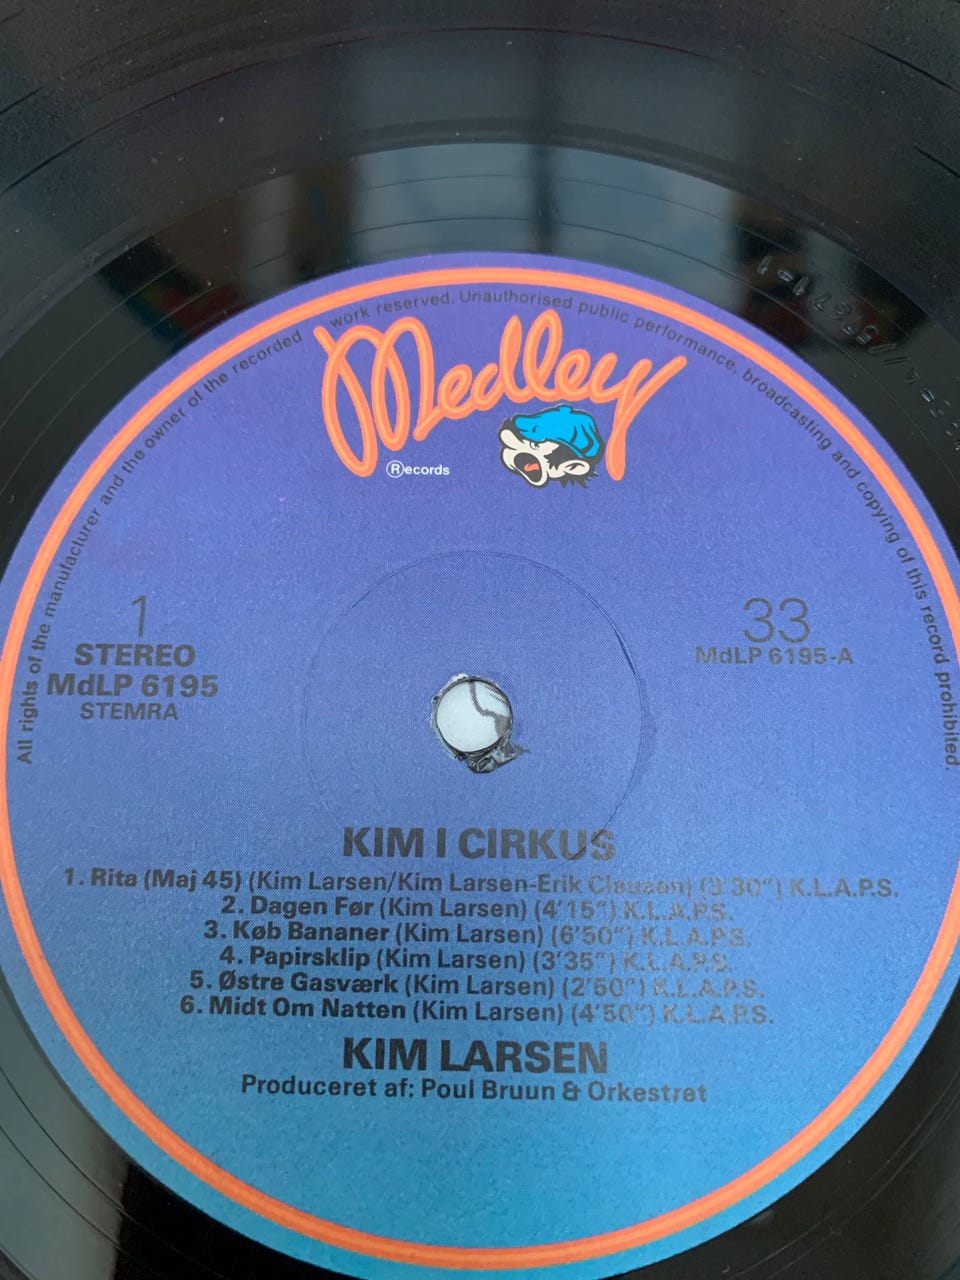 All rights of the manufacturer and the owner of the recorded work reserved. Unauthorised public performance, broadcasting and copying of this record prohibited.
Medley
®ecords
1
STEREO
MdLP 6195
STEMRA
33
MdLP 6195-A
KIM I CIRKUS
1. Rita (Maj 45) (Kim Larsen/Kim Larsen-Erik Clausen) (3'30") K.L.A.P.S.
2. Dagen Før (Kim Larsen) (4'15") K.L.A.P.S.
3. Køb Bananer (Kim Larsen) (6'50") K.L.A.P.S.
4. Papirsklip (Kim Larsen) (3'35") K.L.A.P.S.
5. Østre Gasværk (Kim Larsen) (2'50") K.L.A.P.S.
6. Midt Om Natten (Kim Larsen) (4'50") K.L.A.P.S.
KIM LARSEN
Produceret af: Poul Bruun & Orkestret